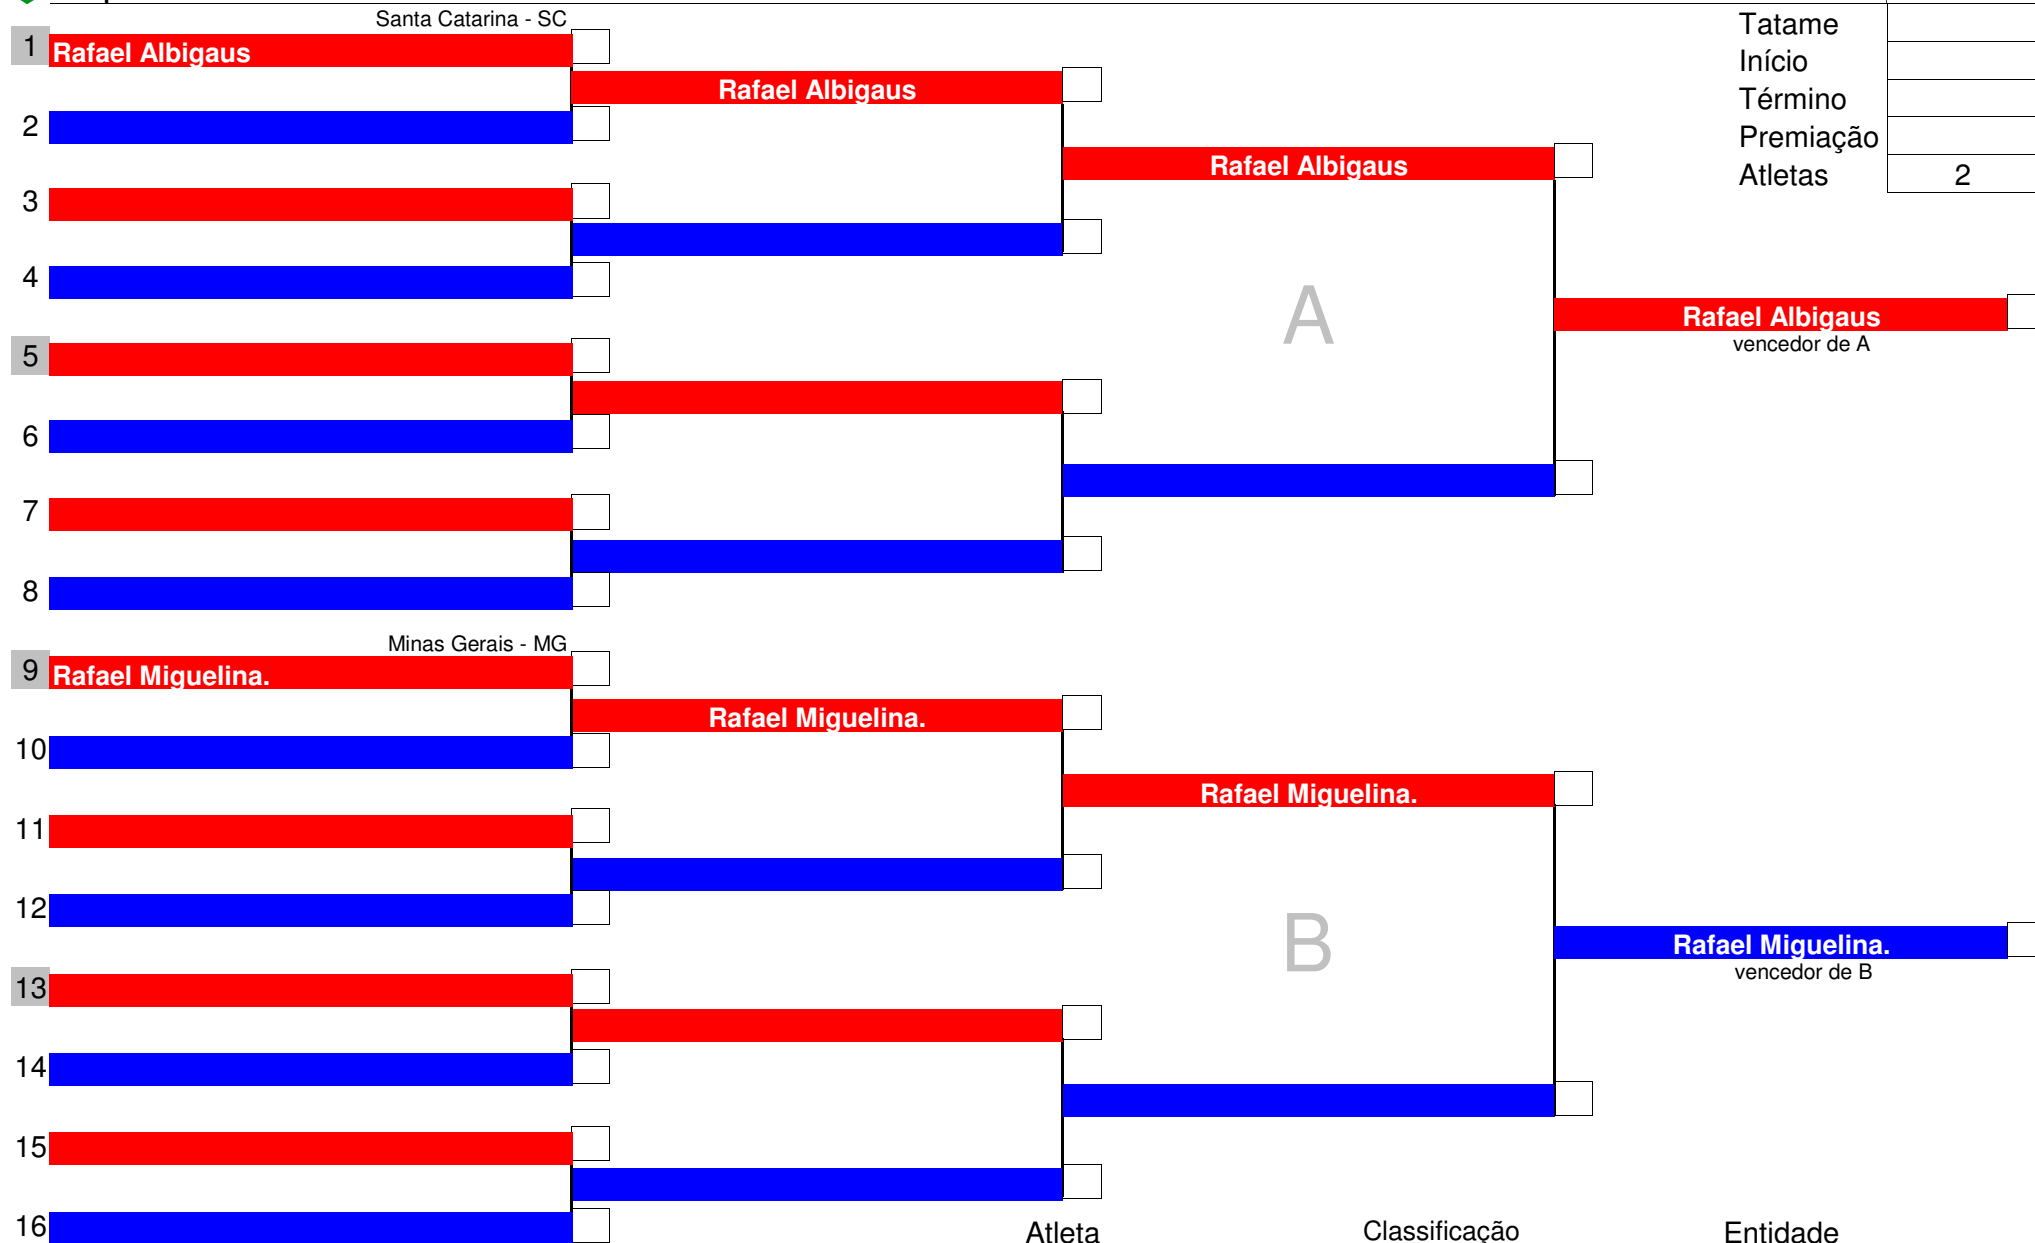 Santa Catarina - SC
Tatame
1 Rafael Albigaus
Início
Rafael Albigaus
Término
2
Premiação
Rafael Albigaus
Atletas 2
3
4
A
Rafael Albigaus
vencedor de A
5
6
7
8
Minas Gerais - MG
9 Rafael Miguelina.
Rafael Miguelina.
10
Rafael Miguelina.
11
12
B
Rafael Miguelina.
vencedor de B
13
14
15
16
Atleta Classificação Entidade